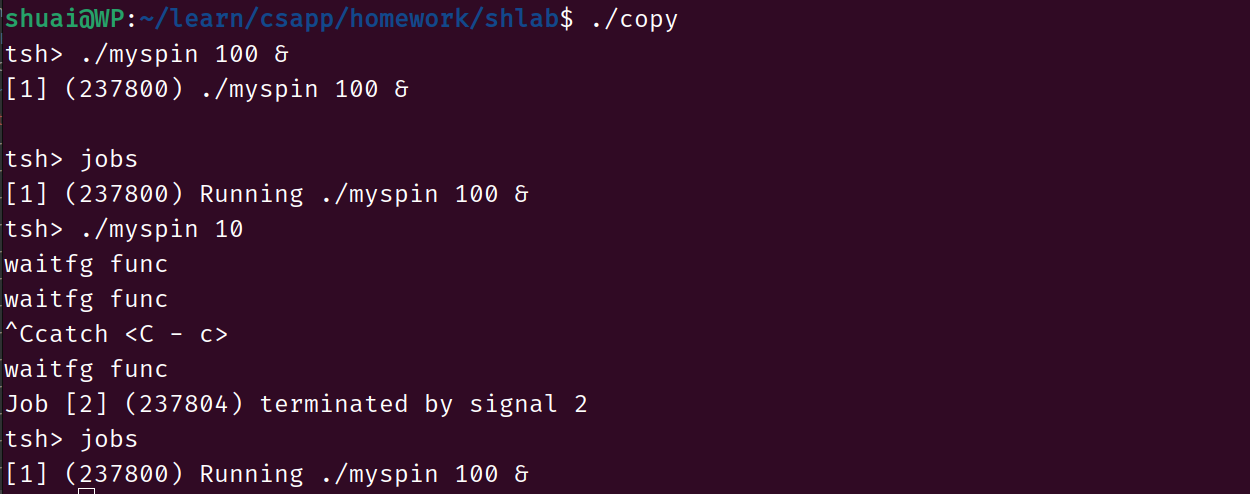 shuai@WP:~/learn/csapp/homework/shlab$ ./copy
tsh> ./myspin 100 &
[1] (237800) ./myspin 100 &
tsh> jobs
[1] (237800) Running ./myspin 100 &
tsh> ./myspin 10
waitfg func
waitfg func
^Ccatch <C - c>
waitfg func
Job [2] (237804) terminated by signal 2
tsh> jobs
[1] (237800) Running ./myspin 100 &